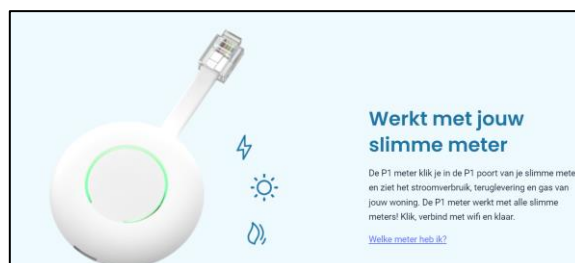 Werkt met jouw
slimme meter
De P1 meter klik je in de P1 poort van je slimme mete
en ziet het stroomverbruik, teruglevering en gas van
jouw woning. De P1 meter werkt met alle slimme
meters! Klik, verbind met wifi en klaar.
Welke meter heb ik?